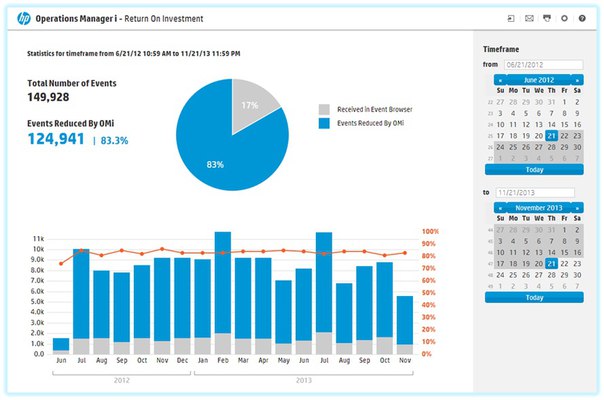 hp Operations Manager i - Return On Investment
Statistics for timeframe from 6/21/12 10:59 AM to 11/21/13 11:59 PM
Total Number of Events
149,928
Events Reduced By OMi
124,941 | 83.3%
17%
83%
Received in Event Browser
Events Reduced By OMi
11k
10k
9.0k
8.0k
7.0k
6.0k
5.0k
4.0k
3.0k
2.0k
1.0k
0.0
100%
90%
80%
70%
60%
50%
40%
30%
20%
10%
0%
Jun Jul Aug Sep Oct Nov Dec Jan Feb Mar Apr May Jun Jul Aug Sep Oct Nov
2012 2013
Timeframe
from 06/21/2012
« June 2012 »
Su Mo Tu We Th Fr Sa
22 27 28 29 30 31 1 2
23 3 4 5 6 7 8 9
24 10 11 12 13 14 15 16
25 17 18 19 20 21 22 23
26 24 25 26 27 28 29 30
27 1 2 3 4 5 6 7
Today
to 11/21/2013
« November 2013 »
Su Mo Tu We Th Fr Sa
44 27 28 29 30 31 1 2
45 3 4 5 6 7 8 9
46 10 11 12 13 14 15 16
47 17 18 19 20 21 22 23
48 24 25 26 27 28 29 30
49 1 2 3 4 5 6 7
Today